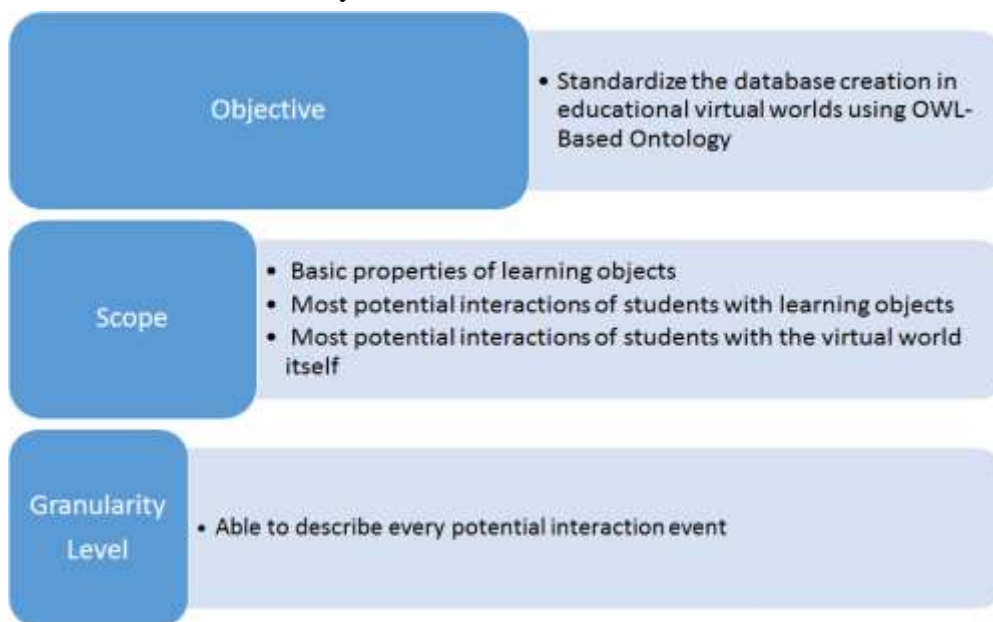 Objective
• Standardize the database creation in
educational virtual worlds using OWL-
Based Ontology
Scope
• Basic properties of learning objects
• Most potential interactions of students with learning objects
• Most potential interactions of students with the virtual world
itself
Granularity
Level
• Able to describe every potential interaction event